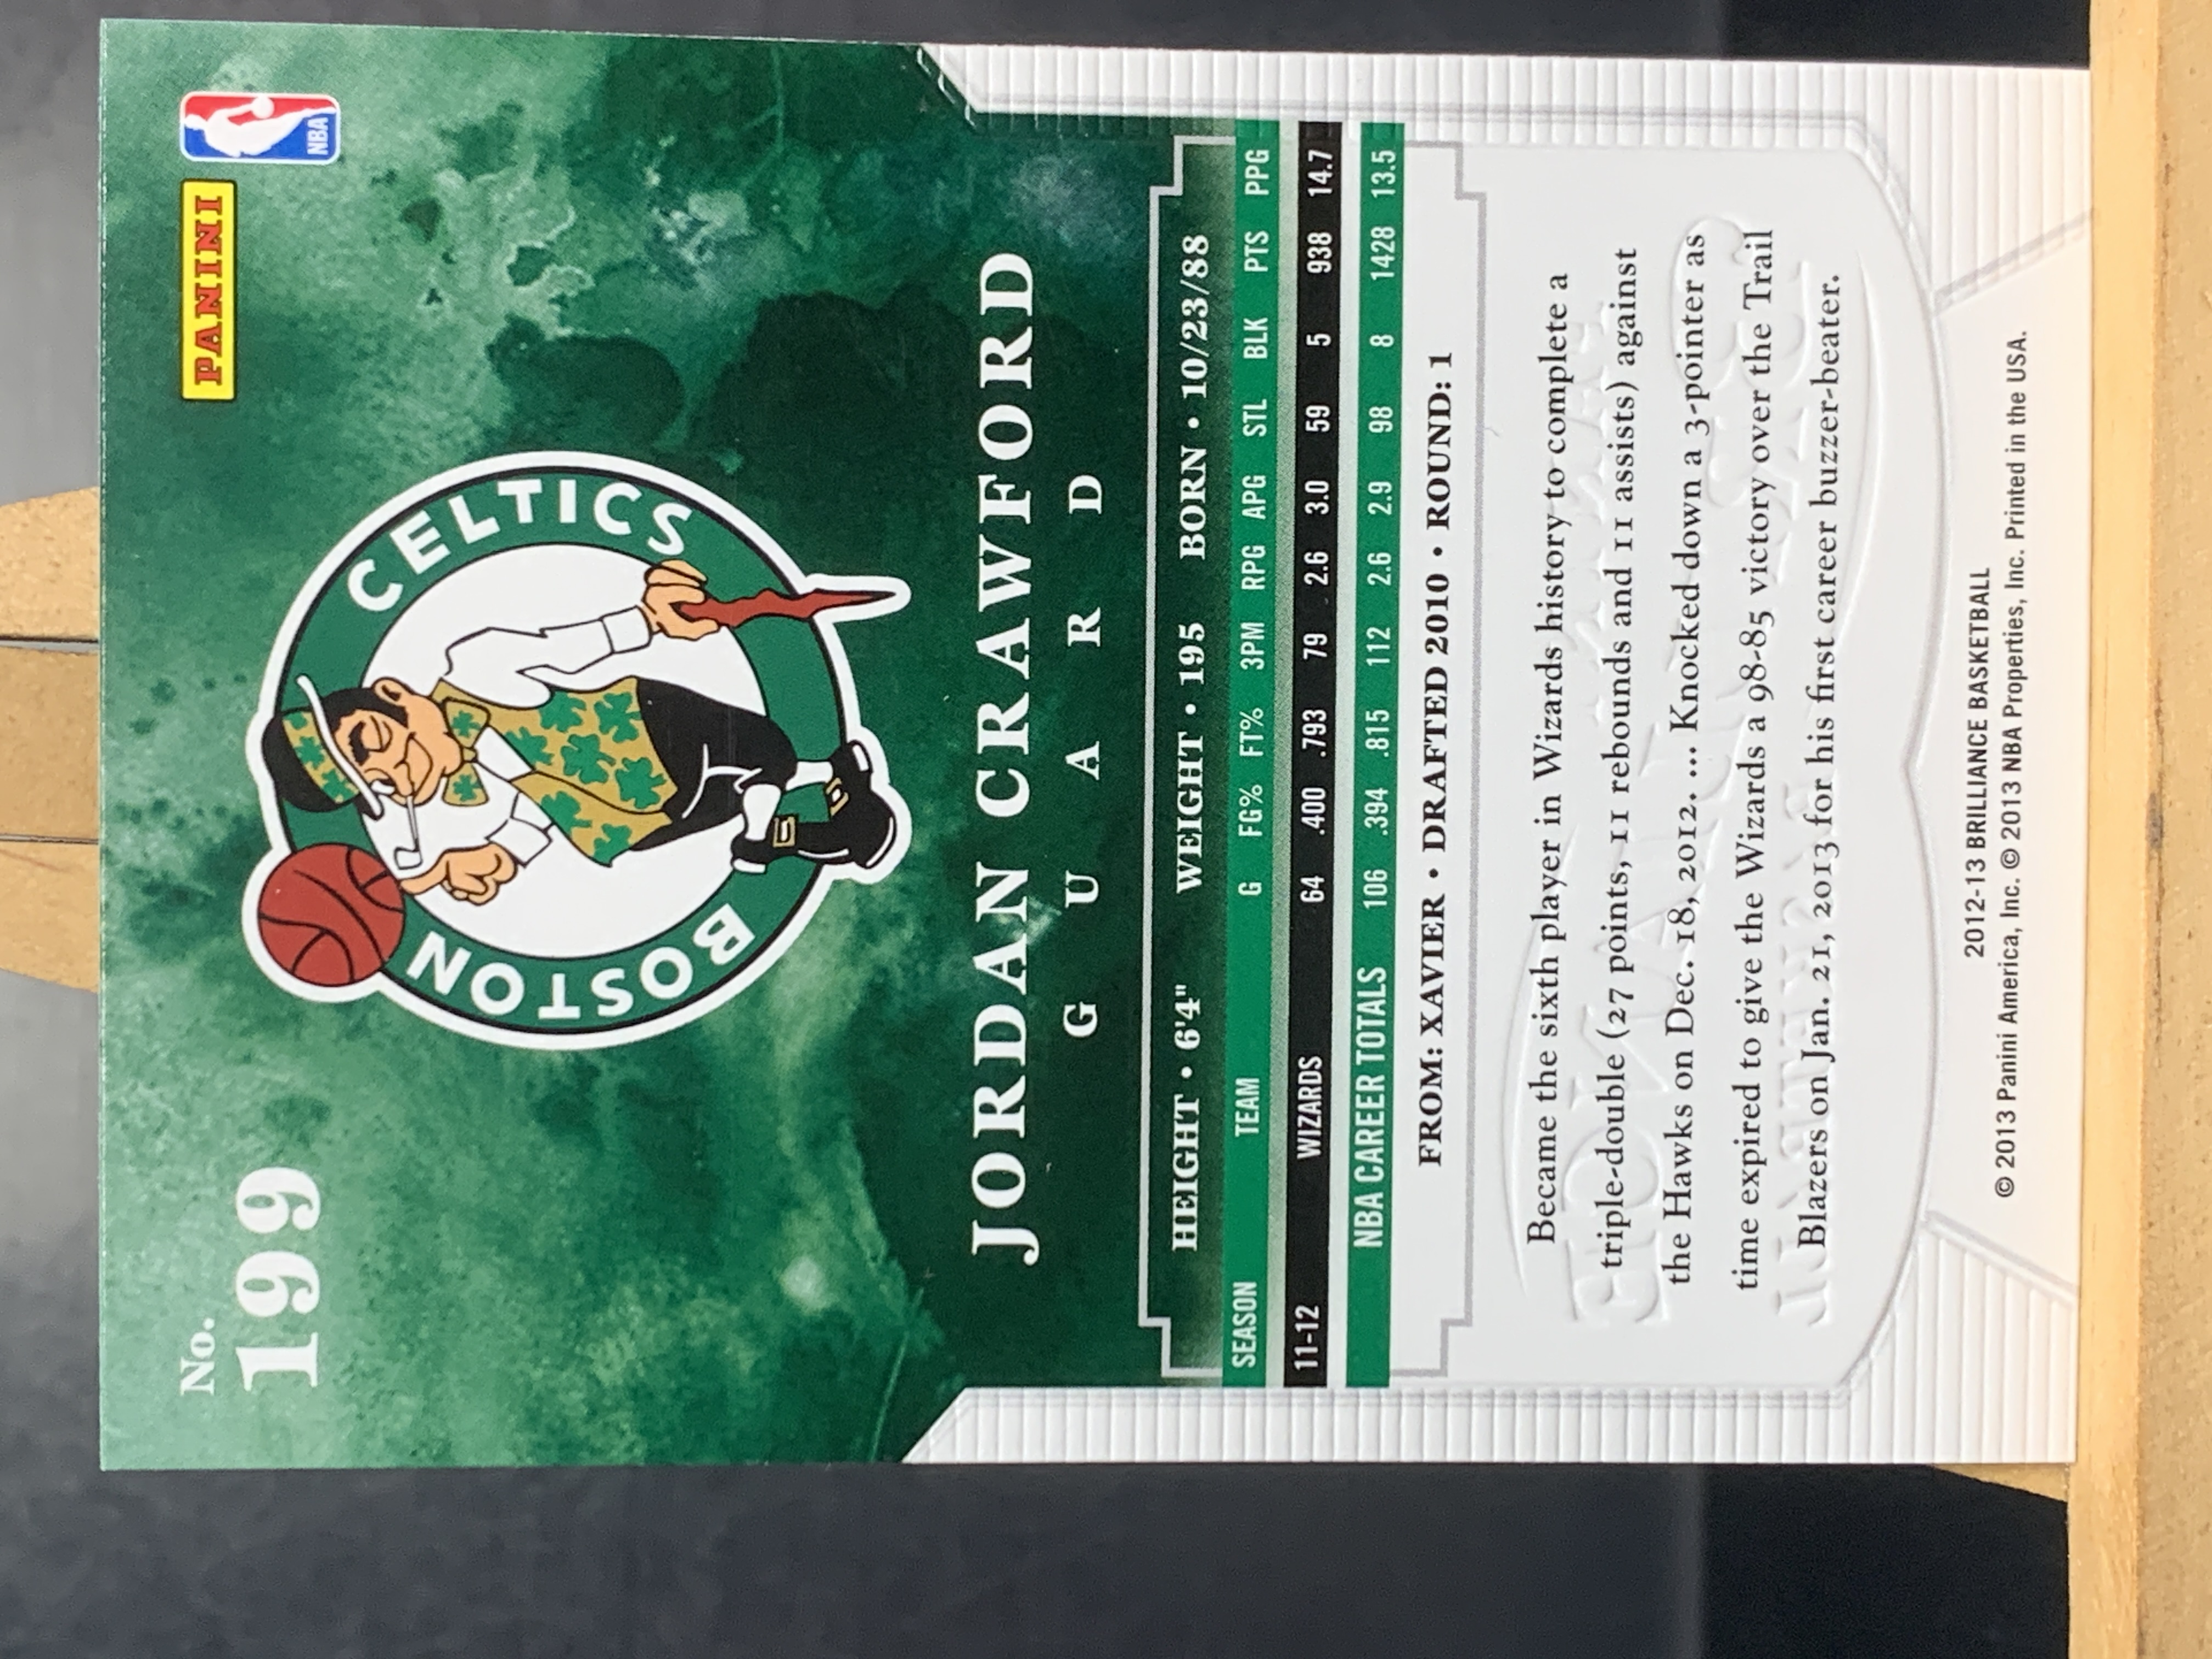 No.
199
PANINI
NBA
BOSTON CELTICS
JORDAN CRAWFORD
GUARD
HEIGHT • 6'4" WEIGHT • 195 BORN • 10/23/88
SEASON TEAM G FG% FT% 3PM RPG APG STL BLK PTS PPG
11-12 WIZARDS 64 .400 .793 79 2.6 3.0 59 5 938 14.7
NBA CAREER TOTALS 106 .394 .815 112 2.6 2.9 98 8 1428 13.5
FROM: XAVIER • DRAFTED 2010 • ROUND: 1
Became the sixth player in Wizards history to complete a
triple-double (27 points, 11 rebounds and 11 assists) against
the Hawks on Dec. 18, 2012. ... Knocked down a 3-pointer as
time expired to give the Wizards a 98-85 victory over the Trail
Blazers on Jan. 21, 2013 for his first career buzzer-beater.
2012-13 BRILLIANCE BASKETBALL
© 2013 Panini America, Inc. © 2013 NBA Properties, Inc. Printed in the USA.